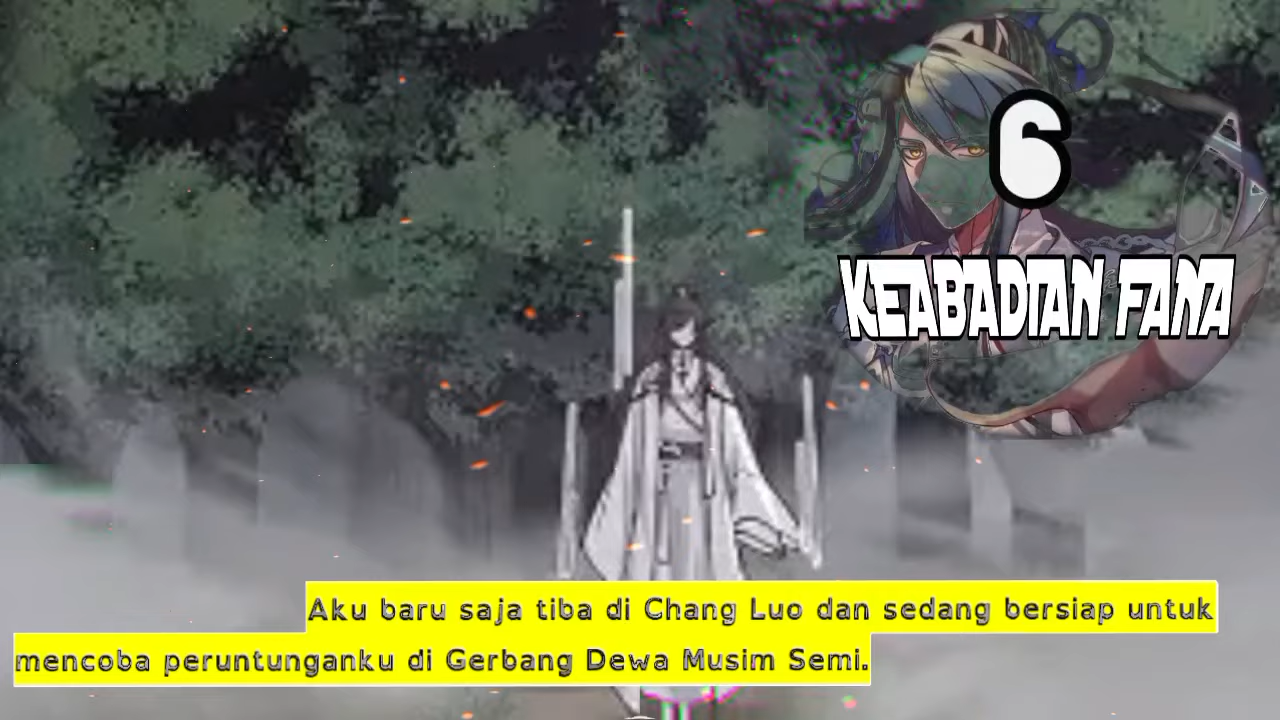 6
KEABADIAN FANA
Aku baru saja tiba di Chang Luo dan sedang bersiap untuk
mencoba peruntunganku di Gerbang Dewa Musim Semi.